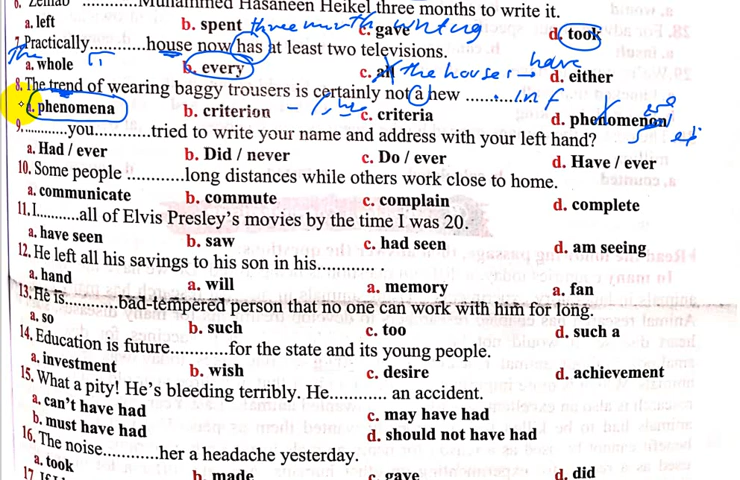 6. Zeinab ............Muhammed Hasaneen Heikel three months to write it.
a. left b. spent three month writing c. gave d. took
7. Practically...........house now has at least two televisions.
The a. whole b. every c. all the houses → have d. either
8. The trend of wearing baggy trousers is certainly not a new ..........
a. phenomena b. criterion c. criteria d. phenomenon/
9............you..........tried to write your name and address with your left hand?
a. Had / ever b. Did / never c. Do / ever d. Have / ever
10. Some people ...........long distances while others work close to home.
a. communicate b. commute c. complain d. complete
11. I..........all of Elvis Presley's movies by the time I was 20.
a. have seen b. saw c. had seen d. am seeing
12. He left all his savings to his son in his ............
a. hand a. will a. memory a. fan
13. He is..........bad-tempered person that no one can work with him for long.
a. so b. such c. too d. such a
14. Education is future...........for the state and its young people.
a. investment b. wish c. desire d. achievement
15. What a pity! He's bleeding terribly. He........... an accident.
a. can't have had c. may have had
b. must have had d. should not have had
16. The noise..........her a headache yesterday.
a. took b. made c. gave d. did
17